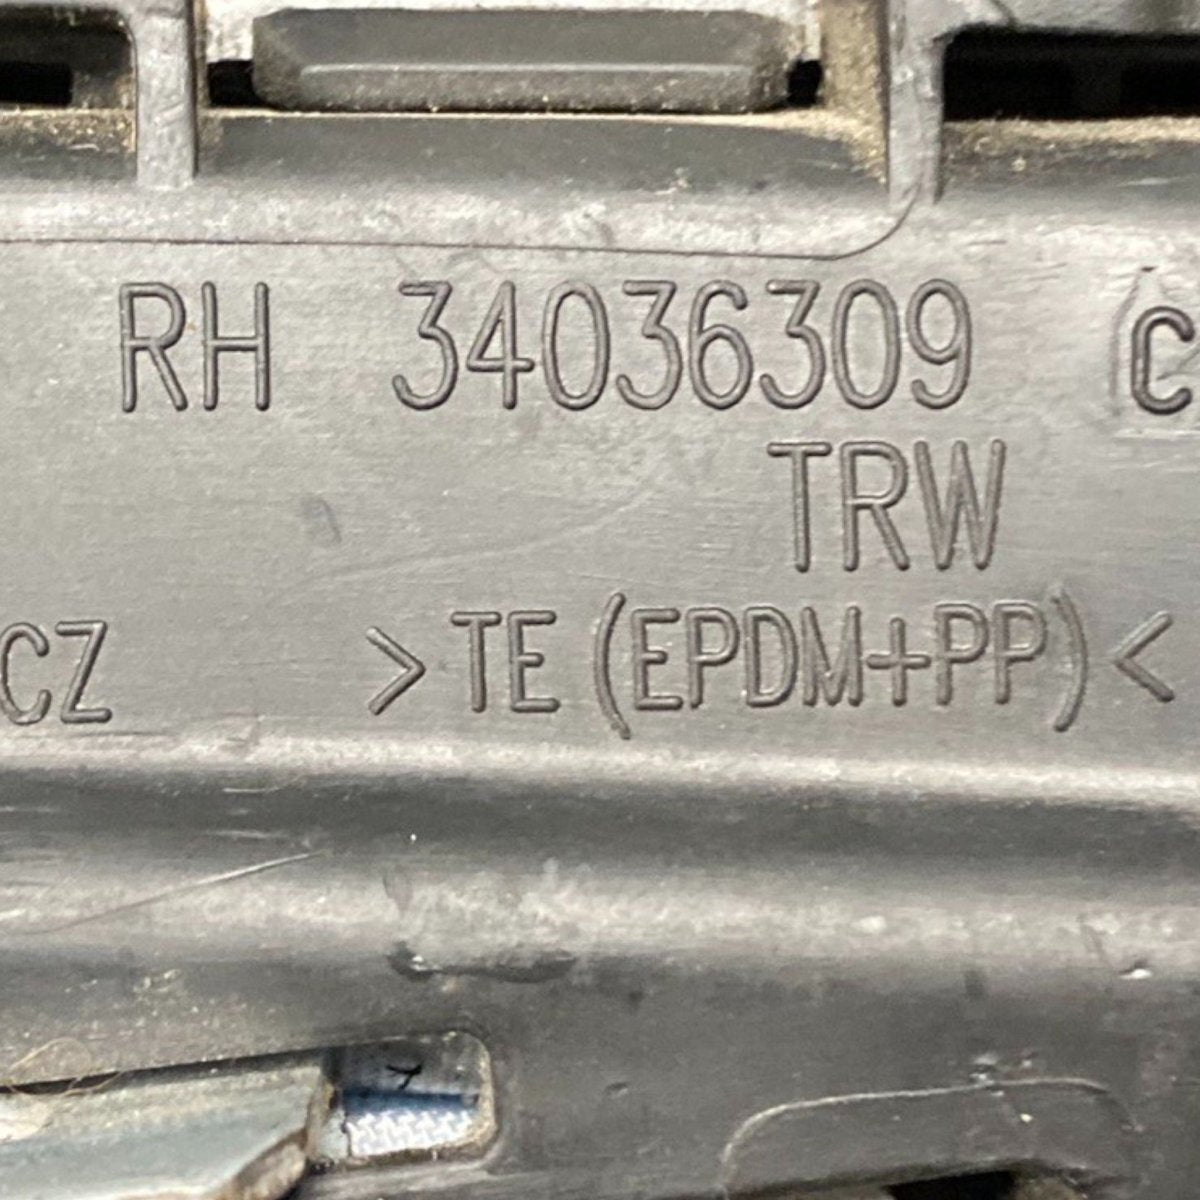 RH 34036309 C
TRW
CZ >TE (EPDM+PP)<